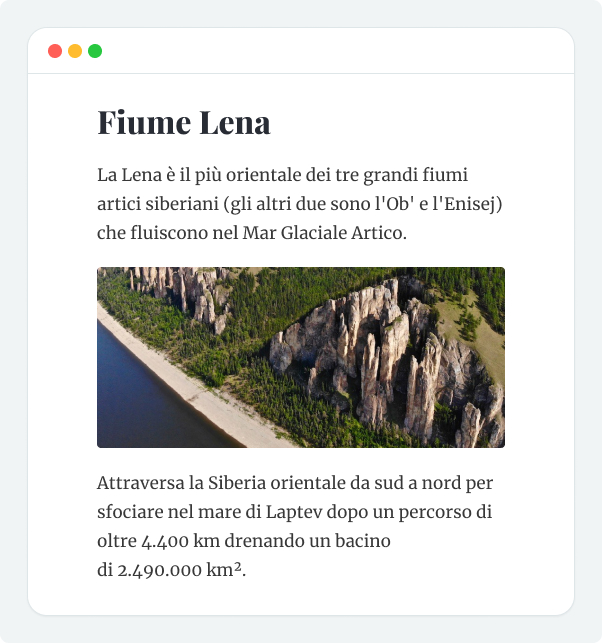 Fiume Lena
La Lena è il più orientale dei tre grandi fiumi
artici siberiani (gli altri due sono l'Ob' e l'Enisej)
che fluiscono nel Mar Glaciale Artico.
Attraversa la Siberia orientale da sud a nord per
sfociare nel mare di Laptev dopo un percorso di
oltre 4.400 km drenando un bacino
di 2.490.000 km².